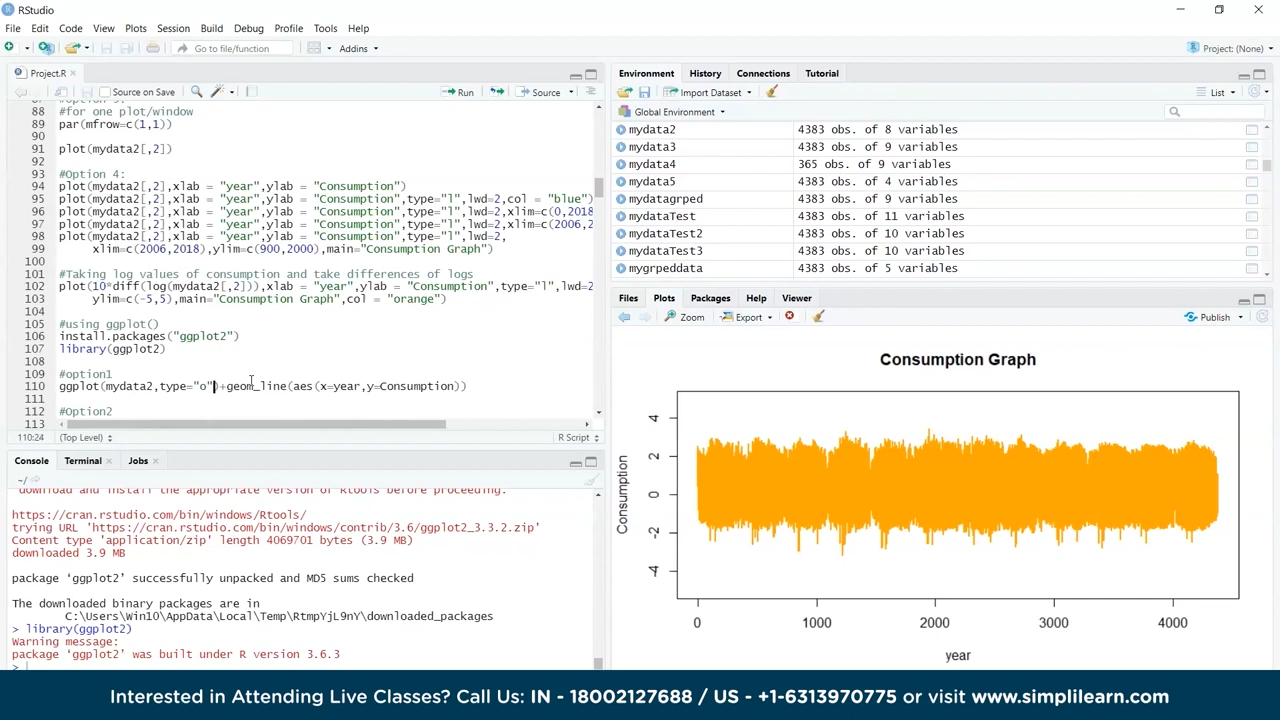 RStudio
File Edit Code View Plots Session Build Debug Profile Tools Help
Go to file/function Addins Project: (None)
Project.R
Source on Save Run Source
88 #for one plot/window
89 par(mfrow=c(1,1))
90
91 plot(mydata2[,2])
92
93 #Option 4:
94 plot(mydata2[,2],xlab = "year",ylab = "Consumption")
95 plot(mydata2[,2],xlab = "year",ylab = "Consumption",type="l",lwd=2,col = "blue")
96 plot(mydata2[,2],xlab = "year",ylab = "Consumption",type="l",lwd=2,xlim=c(0,2018
97 plot(mydata2[,2],xlab = "year",ylab = "Consumption",type="l",lwd=2,xlim=c(2006,2
98 plot(mydata2[,2],xlab = "year",ylab = "Consumption",type="l",lwd=2,
99 xlim=c(2006,2018),ylim=c(900,2000),main="Consumption Graph")
100
101 #Taking log values of consumption and take differences of logs
102 plot(10*diff(log(mydata2[,2])),xlab = "year",ylab = "Consumption",type="l",lwd=2
103 ylim=c(-5,5),main="Consumption Graph",col = "orange")
104
105 #using ggplot()
106 install.packages("ggplot2")
107 library(ggplot2)
108
109 #option1
110 ggplot(mydata2,type="o")+geom_line(aes(x=year,y=Consumption))
111
112 #Option2
113
110:24 (Top Level) R Script
Console Terminal Jobs
~/
download and install the appropriate version of Rtools before proceeding:
https://cran.rstudio.com/bin/windows/Rtools/
trying URL 'https://cran.rstudio.com/bin/windows/contrib/3.6/ggplot2_3.3.2.zip'
Content type 'application/zip' length 4069701 bytes (3.9 MB)
downloaded 3.9 MB
package ‘ggplot2’ successfully unpacked and MD5 sums checked
The downloaded binary packages are in
C:\Users\Win10\AppData\Local\Temp\RtmpYjL9nY\downloaded_packages
> library(ggplot2)
Warning message:
package ‘ggplot2’ was built under R version 3.6.3
>
Environment History Connections Tutorial
Import Dataset List
Global Environment
mydata2 4383 obs. of 8 variables
mydata3 4383 obs. of 9 variables
mydata4 365 obs. of 9 variables
mydata5 4383 obs. of 4 variables
mydatagrped 4383 obs. of 9 variables
mydataTest 4383 obs. of 11 variables
mydataTest2 4383 obs. of 10 variables
mydataTest3 4383 obs. of 10 variables
mygrpeddata 4383 obs. of 5 variables
Files Plots Packages Help Viewer
Zoom Export Publish
Consumption Graph
4
2
0
-2
-4
Consumption
0 1000 2000 3000 4000
year
Interested in Attending Live Classes? Call Us: IN - 18002127688 / US - +1-6313970775 or visit www.simplilearn.com